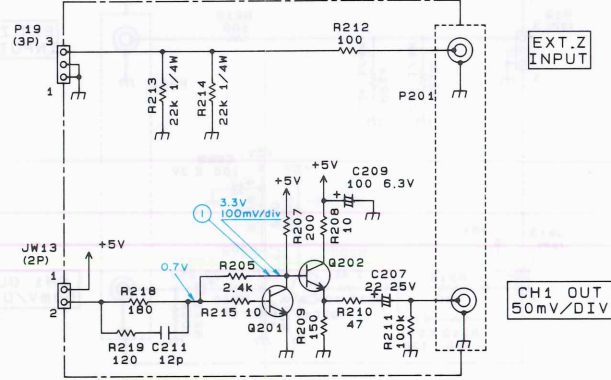 P19
(3P)
3
1
R212
100
R213
22k 1/4W
R214
22k 1/4W
P201
EXT.Z
INPUT
+5V
C209
100 6.3V
+
+5V
R207
200
R208
10
3.3V
100mV/div
1
JW13
(2P)
+5V
1
2
0.7V
R205
2.4k
Q202
C207
22 25V
+
R218
180
R215
10
Q201
R209
150
R210
47
R211
100k
CH1 OUT
50mV/DIV
R219
120
C211
12p